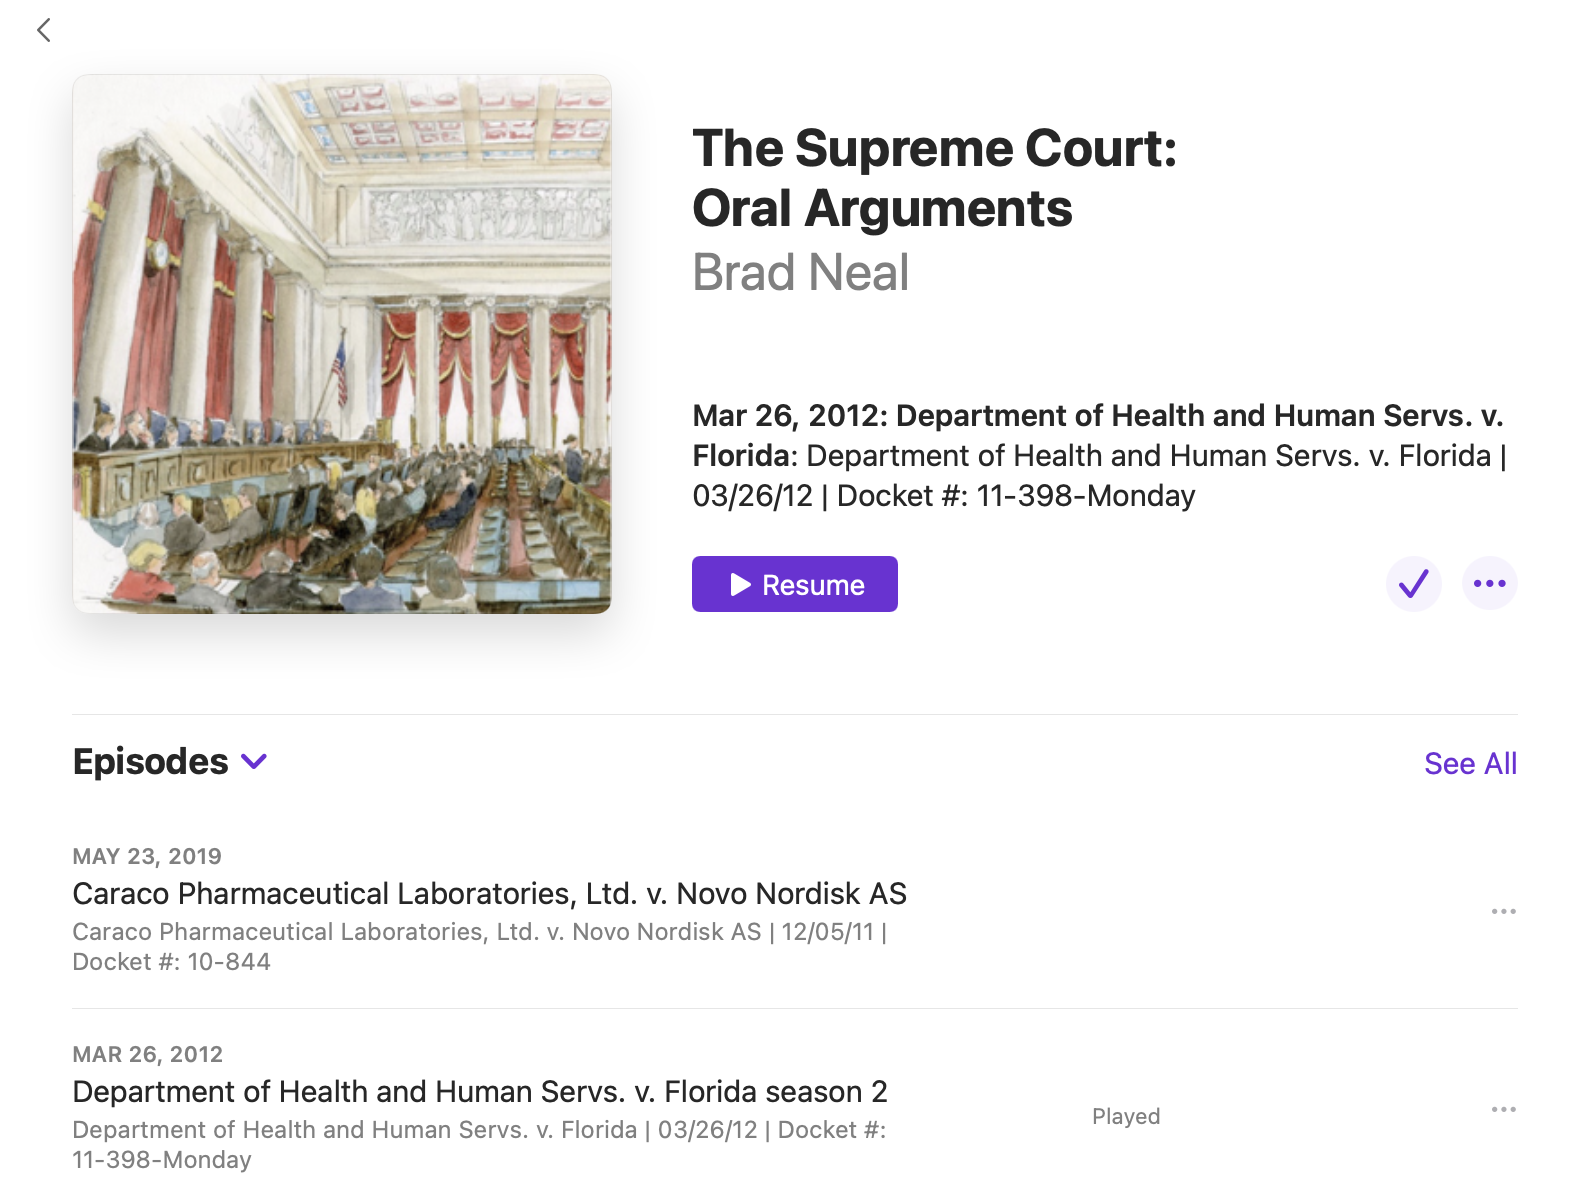 The Supreme Court:
Oral Arguments
Brad Neal
Mar 26, 2012: Department of Health and Human Servs. v.
Florida: Department of Health and Human Servs. v. Florida |
03/26/12 | Docket #: 11-398-Monday
Resume
Episodes
See All
MAY 23, 2019
Caraco Pharmaceutical Laboratories, Ltd. v. Novo Nordisk AS
Caraco Pharmaceutical Laboratories, Ltd. v. Novo Nordisk AS | 12/05/11 |
Docket #: 10-844
MAR 26, 2012
Department of Health and Human Servs. v. Florida season 2
Department of Health and Human Servs. v. Florida | 03/26/12 | Docket #:
11-398-Monday
Played